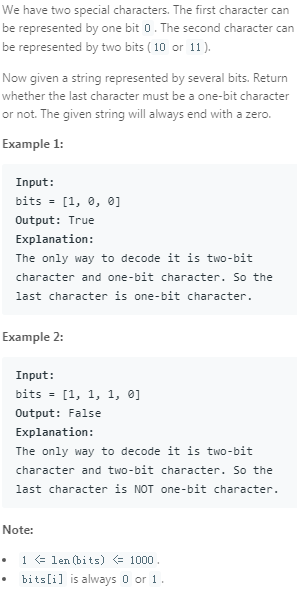 We have two special characters. The first character can
be represented by one bit 0. The second character can
be represented by two bits (10 or 11).
Now given a string represented by several bits. Return
whether the last character must be a one-bit character
or not. The given string will always end with a zero.
Example 1:
Input:
bits = [1, 0, 0]
Output: True
Explanation:
The only way to decode it is two-bit
character and one-bit character. So the
last character is one-bit character.
Example 2:
Input:
bits = [1, 1, 1, 0]
Output: False
Explanation:
The only way to decode it is two-bit
character and two-bit character. So the
last character is NOT one-bit character.
Note:
• 1 <= len(bits) <= 1000.
• bits[i] is always 0 or 1.